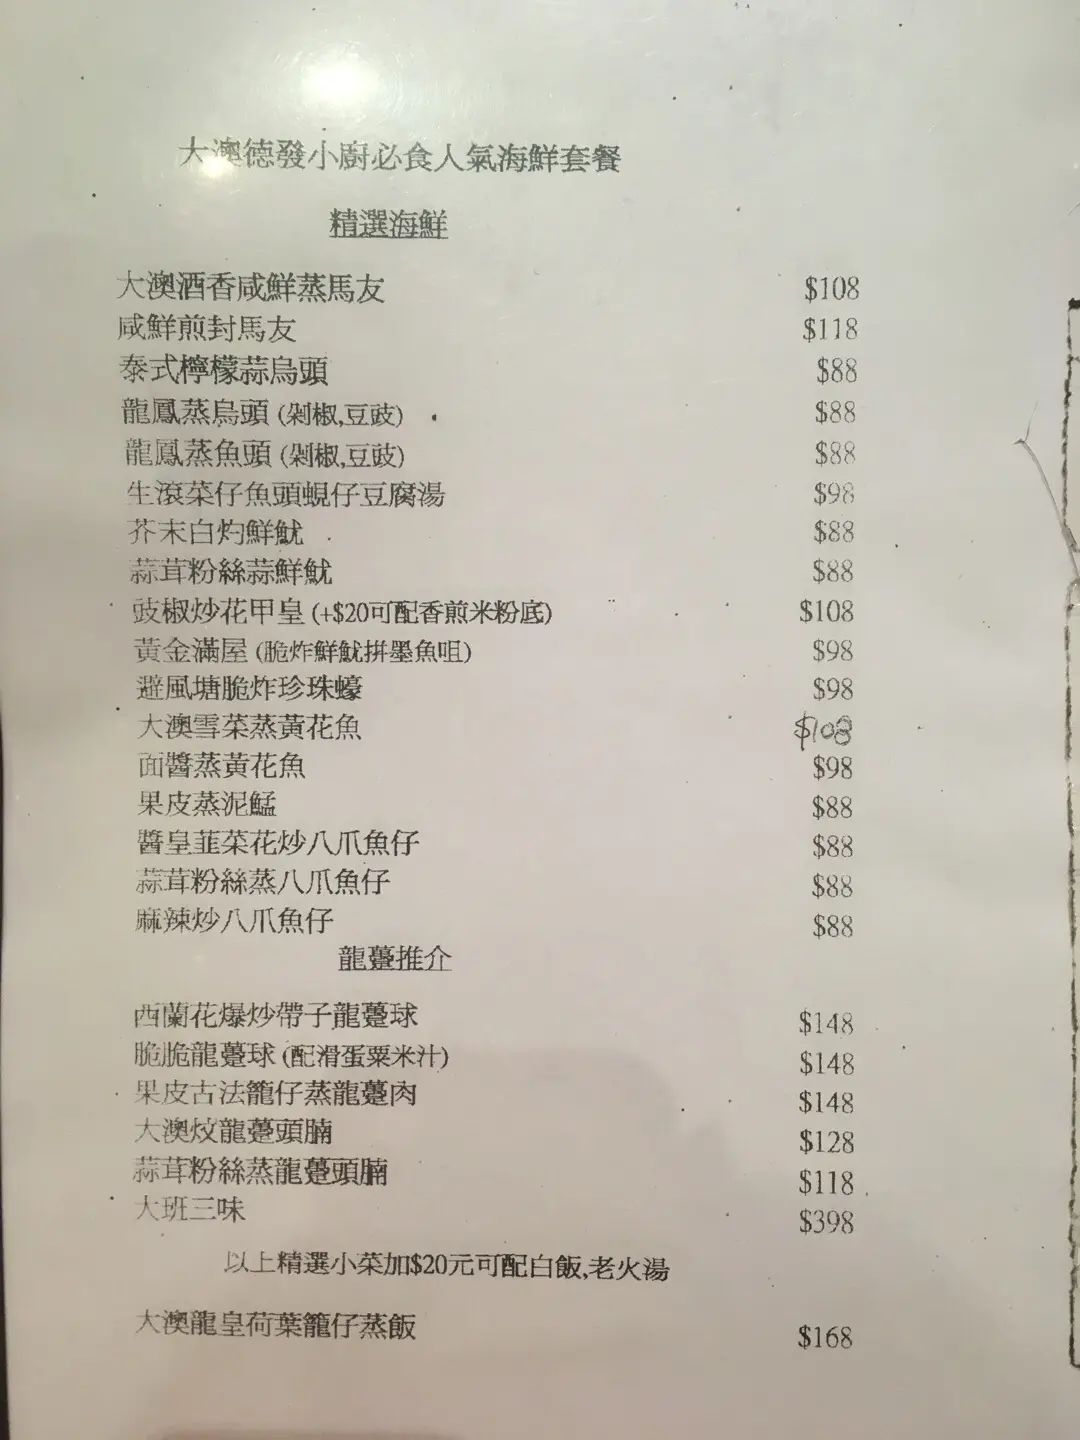 大澳德發小廚必食人氣海鮮套餐
精選海鮮
大澳酒香咸鮮蒸馬友 $108
咸鮮煎封馬友 $118
泰式檸檬蒜烏頭 $88
龍鳳蒸烏頭 (剁椒,豆豉) $88
龍鳳蒸魚頭 (剁椒,豆豉) $88
生滾菜仔魚頭蜆仔豆腐湯 $98
芥末白灼鮮魷 $88
蒜茸粉絲蒜鮮魷 $88
豉椒炒花甲皇 (+$20可配香煎米粉底) $108
黃金滿屋 (脆炸鮮魷拼墨魚咀) $98
避風塘脆炸珍珠蠔 $98
大澳雪菜蒸黃花魚 $108
面醬蒸黃花魚 $98
果皮蒸泥鯭 $88
醬皇韮菜花炒八爪魚仔 $88
蒜茸粉絲蒸八爪魚仔 $88
麻辣炒八爪魚仔 $88
龍躉推介
西蘭花爆炒帶子龍躉球 $148
脆脆龍躉球 (配滑蛋粟米汁) $148
果皮古法籠仔蒸龍躉肉 $148
大澳炆龍躉頭腩 $128
蒜茸粉絲蒸龍躉頭腩 $118
大班三味 $398
以上精選小菜加$20元可配白飯,老火湯
大澳龍皇荷葉籠仔蒸飯 $168